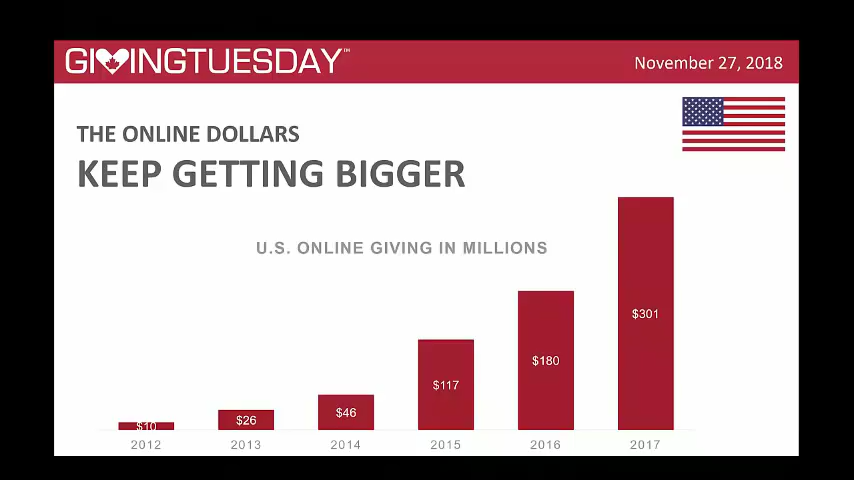 GIVINGTUESDAY™
November 27, 2018
THE ONLINE DOLLARS
KEEP GETTING BIGGER
U.S. ONLINE GIVING IN MILLIONS
$10
$26
$46
$117
$180
$301
2012 2013 2014 2015 2016 2017